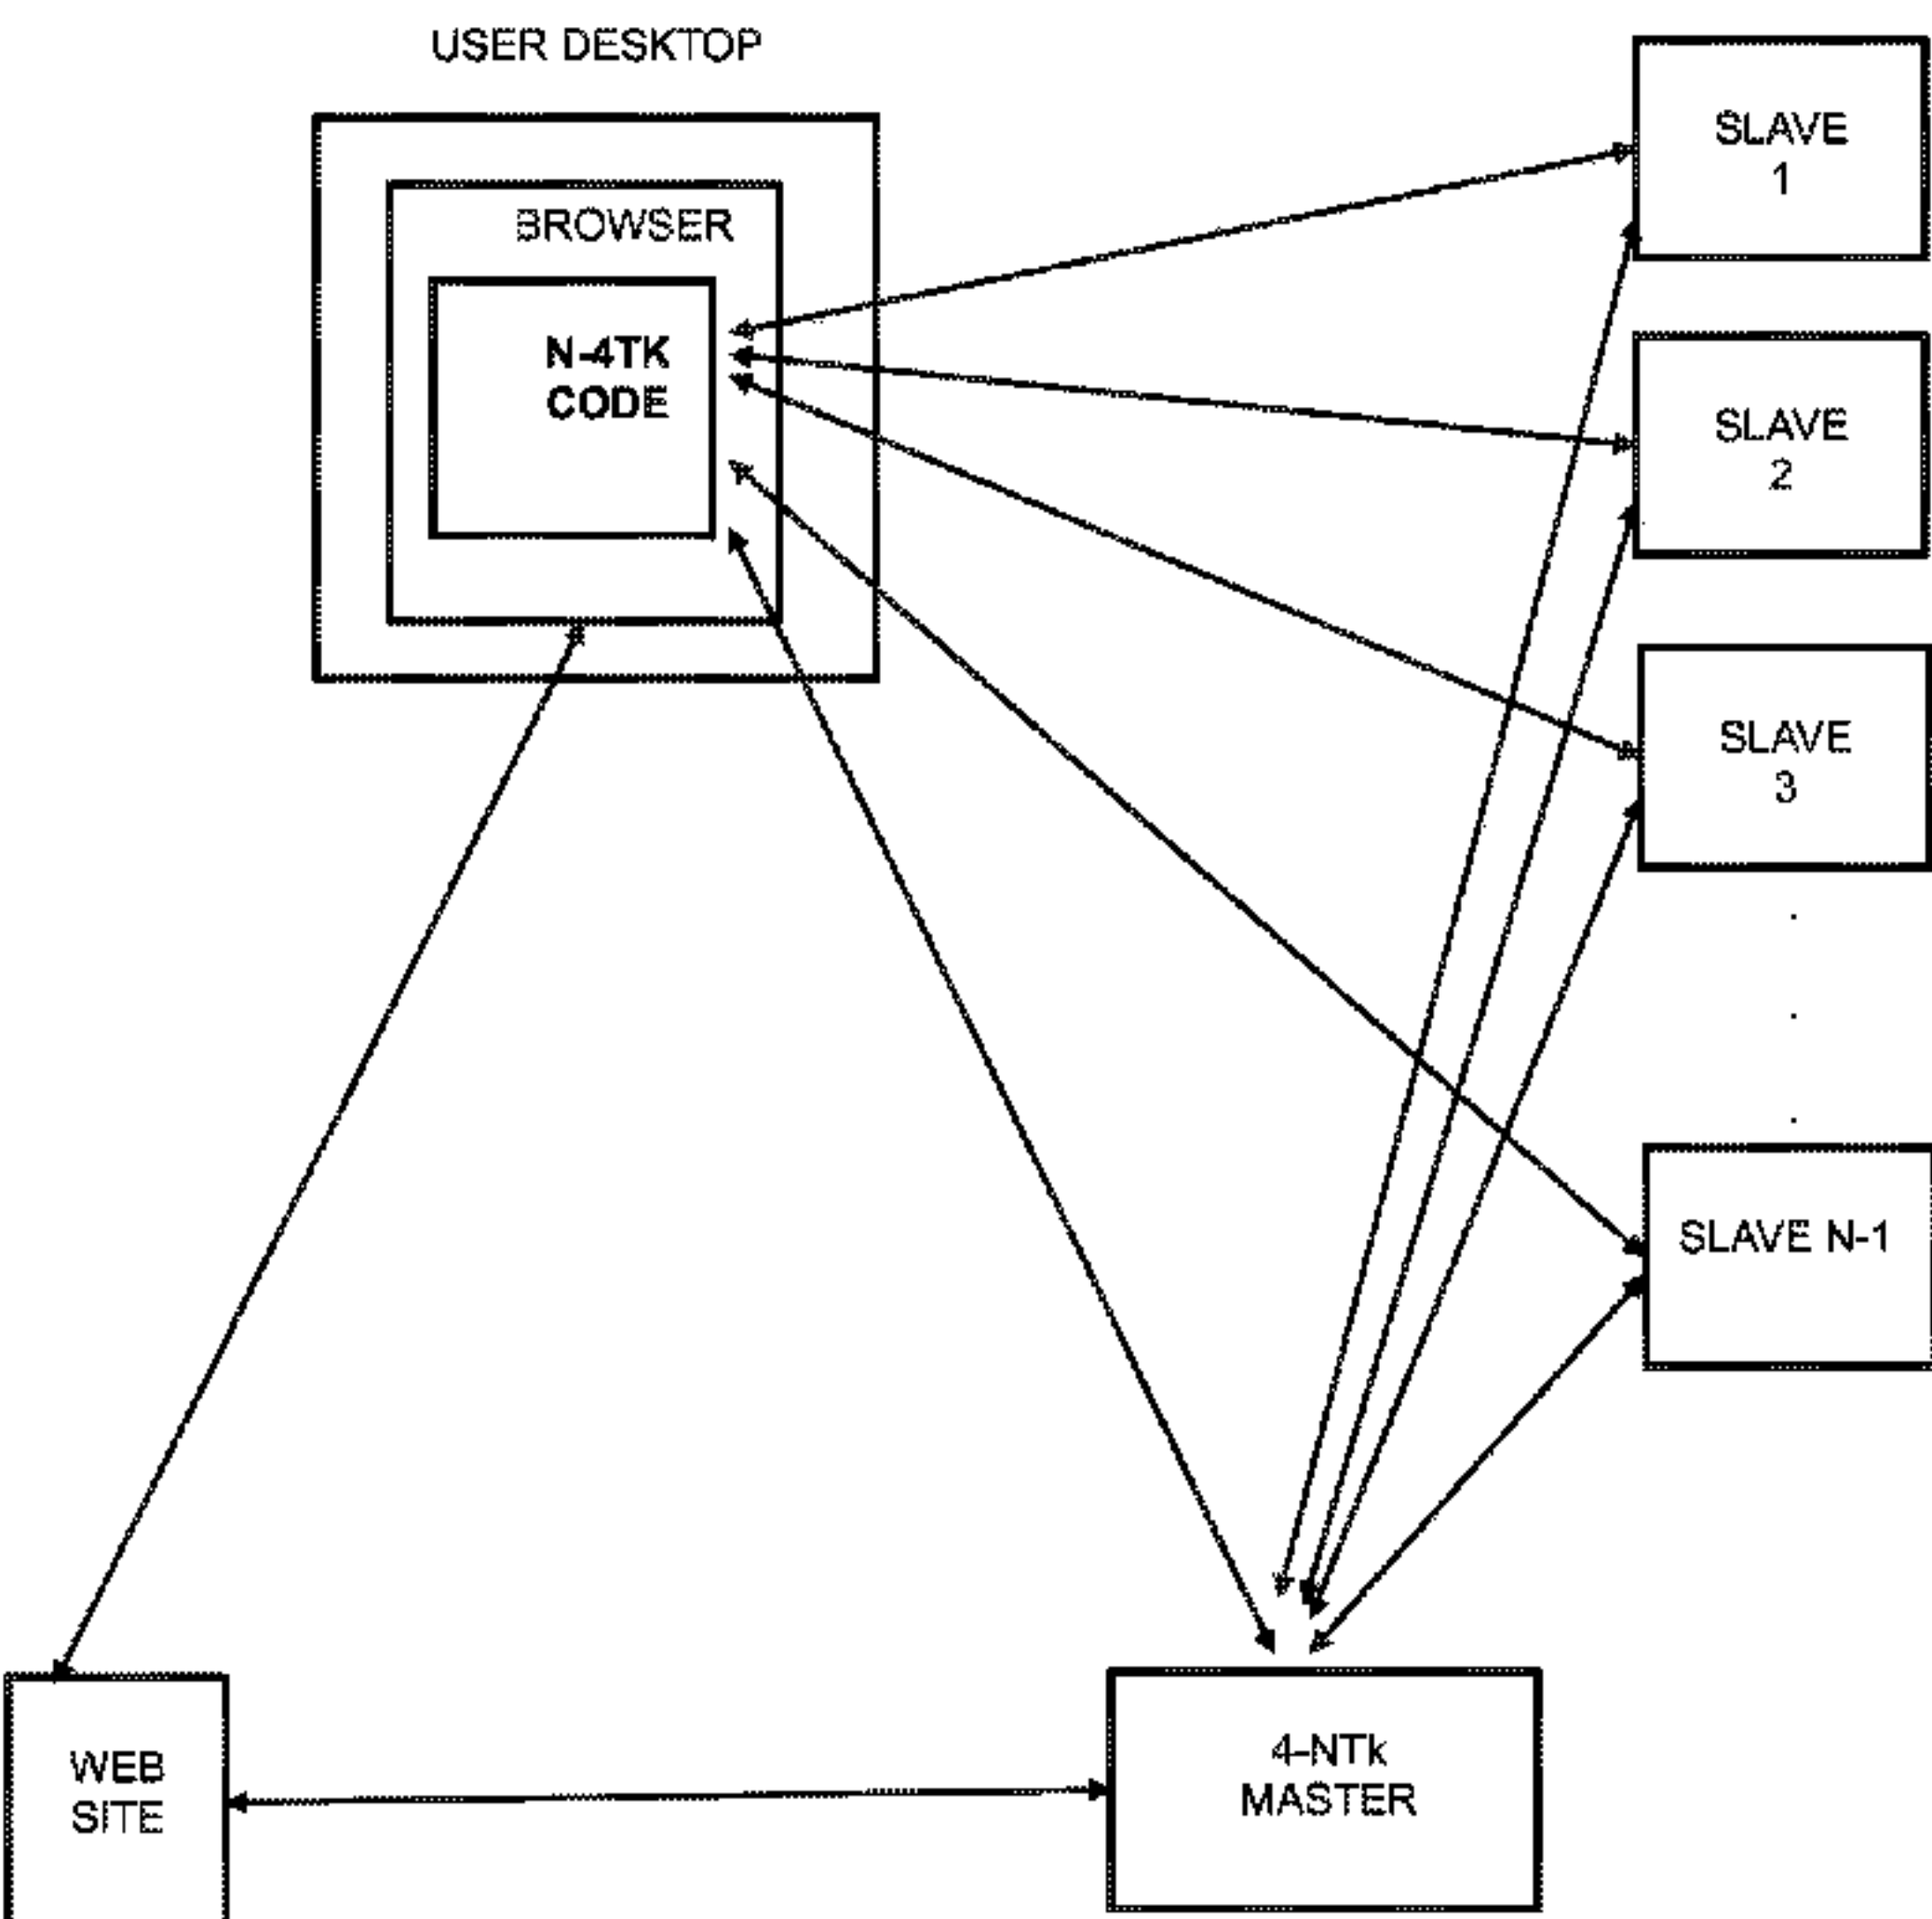 USER DESKTOP
BROWSER
N-4TK
CODE
SLAVE
1
SLAVE
2
SLAVE
3
.
.
.
SLAVE N-1
WEB
SITE
4-NTk
MASTER